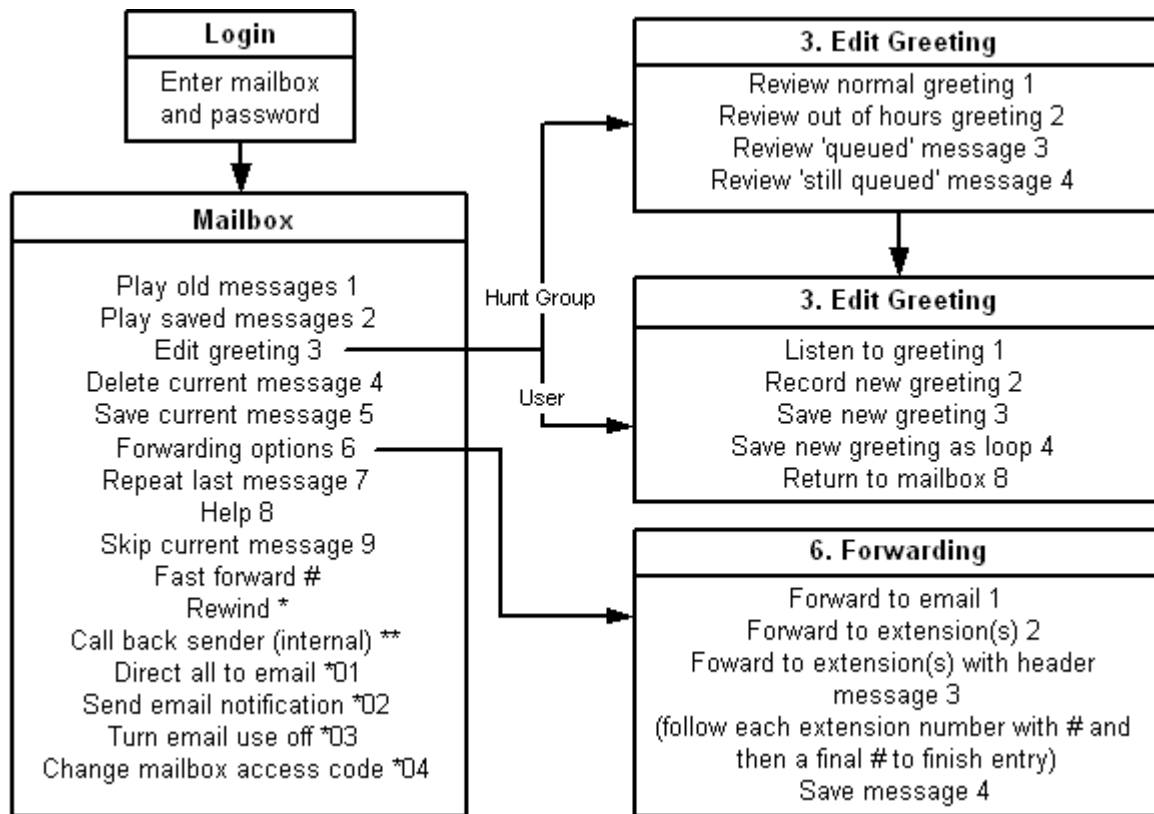 Login
Enter mailbox
and password
Mailbox
Play old messages 1
Play saved messages 2
Edit greeting 3
Delete current message 4
Save current message 5
Forwarding options 6
Repeat last message 7
Help 8
Skip current message 9
Fast forward #
Rewind *
Call back sender (internal) **
Direct all to email *01
Send email notification *02
Turn email use off *03
Change mailbox access code *04
Hunt Group
User
3. Edit Greeting
Review normal greeting 1
Review out of hours greeting 2
Review 'queued' message 3
Review 'still queued' message 4
3. Edit Greeting
Listen to greeting 1
Record new greeting 2
Save new greeting 3
Save new greeting as loop 4
Return to mailbox 8
6. Forwarding
Forward to email 1
Forward to extension(s) 2
Foward to extension(s) with header
message 3
(follow each extension number with # and
then a final # to finish entry)
Save message 4